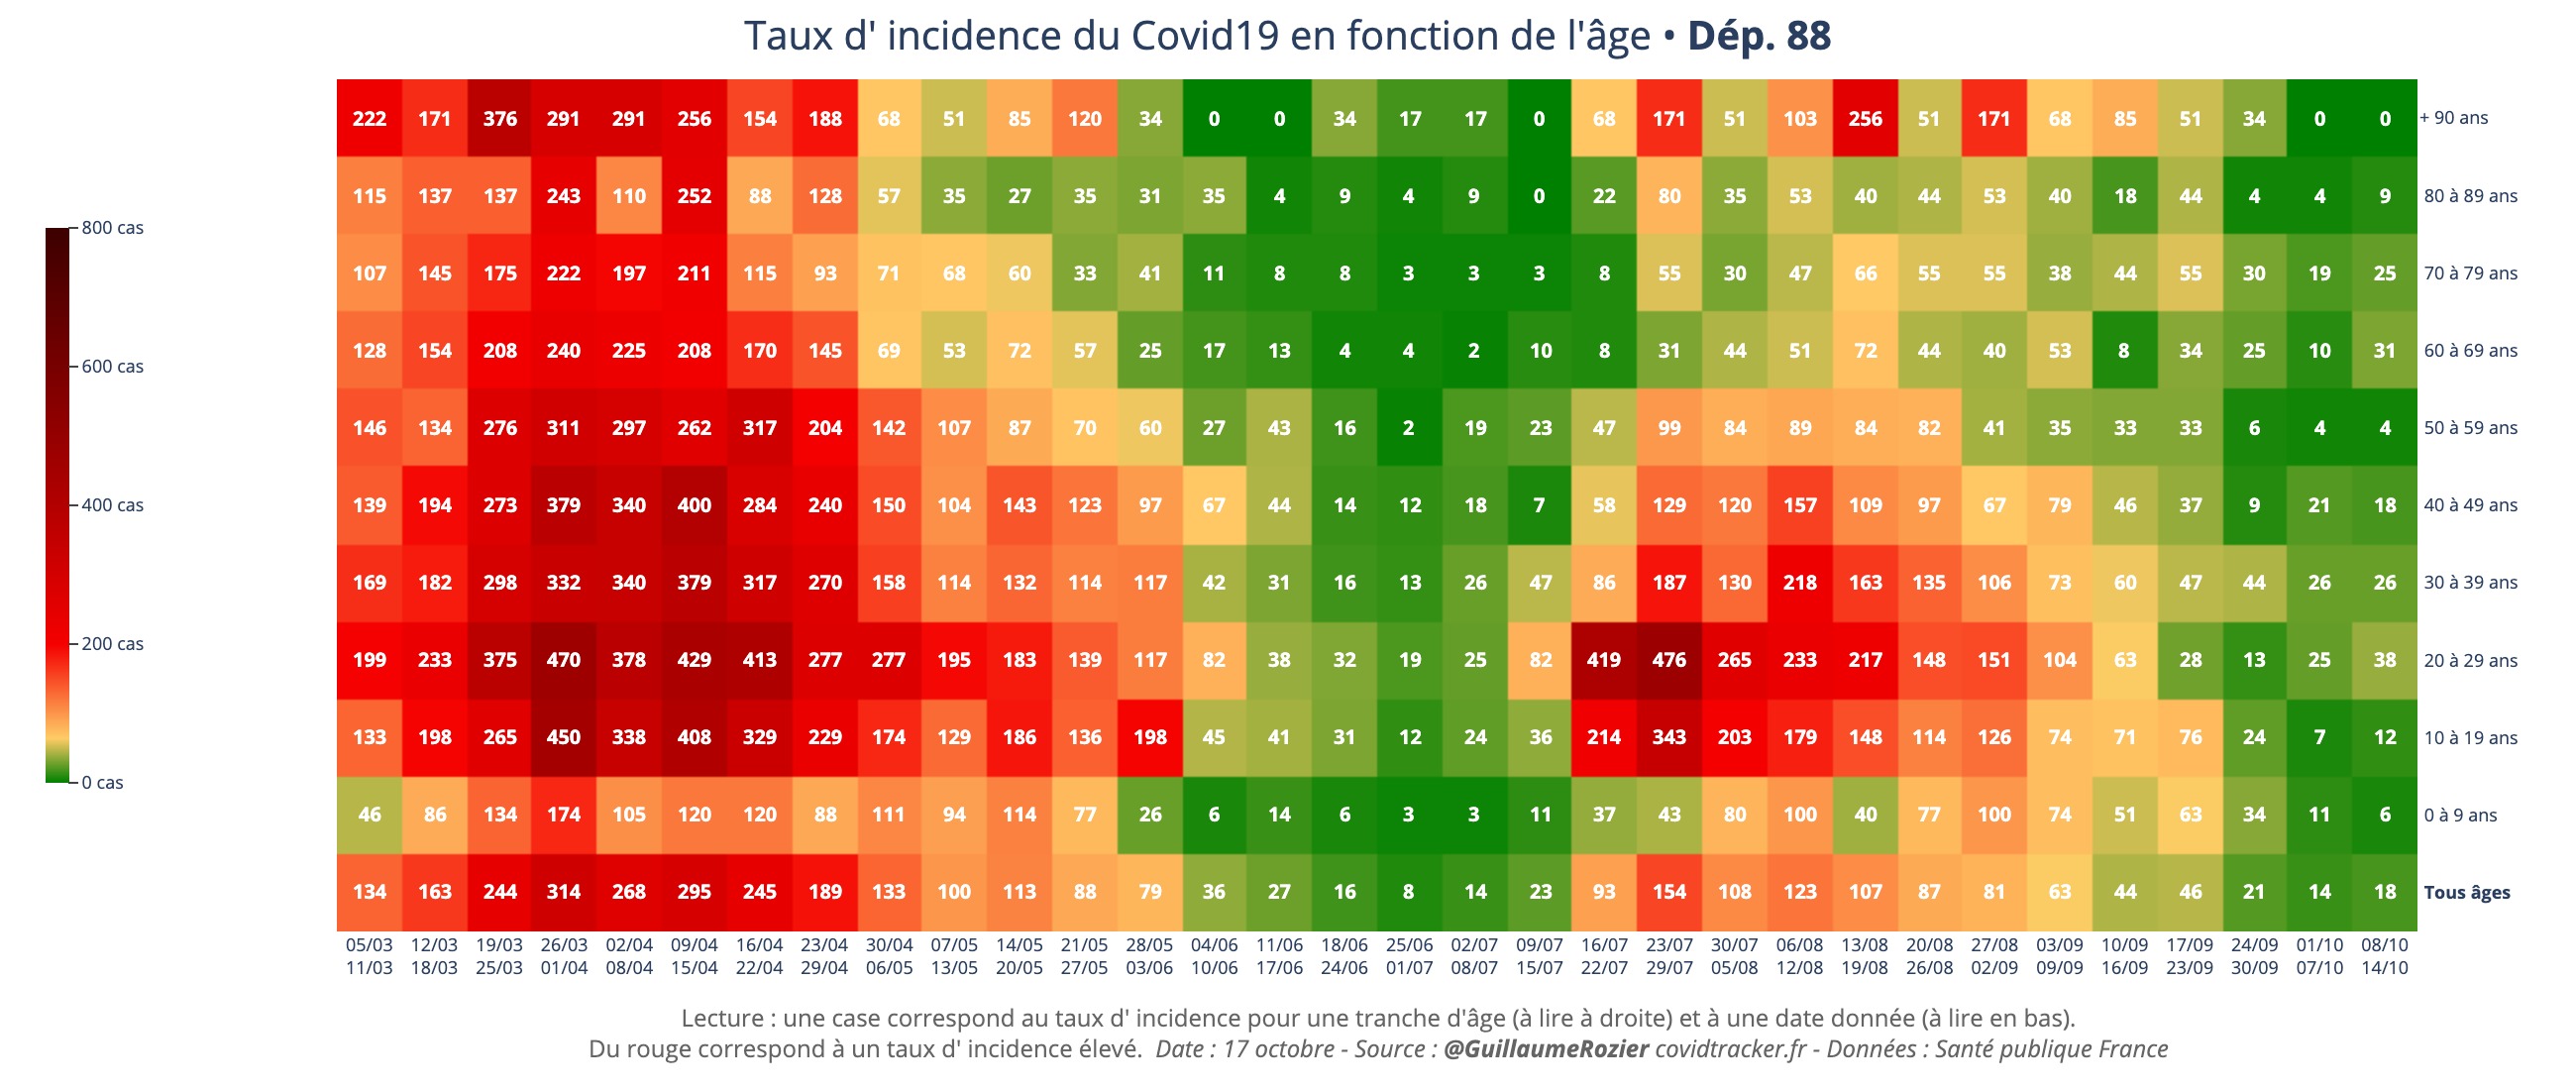 Taux d' incidence du Covid19 en fonction de l'âge • Dép. 88
800 cas
600 cas
400 cas
200 cas
0 cas
222 171 376 291 291 256 154 188 68 51 85 120 34 0 0 34 17 17 0 68 171 51 103 256 51 171 68 85 51 34 0 0 + 90 ans
115 137 137 243 110 252 88 128 57 35 27 35 31 35 4 9 4 9 0 22 80 35 53 40 44 53 40 18 44 4 4 9 80 à 89 ans
107 145 175 222 197 211 115 93 71 68 60 33 41 11 8 8 3 3 3 8 55 30 47 66 55 55 38 44 55 30 19 25 70 à 79 ans
128 154 208 240 225 208 170 145 69 53 72 57 25 17 13 4 4 2 10 8 31 44 51 72 44 40 53 8 34 25 10 31 60 à 69 ans
146 134 276 311 297 262 317 204 142 107 87 70 60 27 43 16 2 19 23 47 99 84 89 84 82 41 35 33 33 6 4 4 50 à 59 ans
139 194 273 379 340 400 284 240 150 104 143 123 97 67 44 14 12 18 7 58 129 120 157 109 97 67 79 46 37 9 21 18 40 à 49 ans
169 182 298 332 340 379 317 270 158 114 132 114 117 42 31 16 13 26 47 86 187 130 218 163 135 106 73 60 47 44 26 26 30 à 39 ans
199 233 375 470 378 429 413 277 277 195 183 139 117 82 38 32 19 25 82 419 476 265 233 217 148 151 104 63 28 13 25 38 20 à 29 ans
133 198 265 450 338 408 329 229 174 129 186 136 198 45 41 31 12 24 36 214 343 203 179 148 114 126 74 71 76 24 7 12 10 à 19 ans
46 86 134 174 105 120 120 88 111 94 114 77 26 6 14 6 3 3 11 37 43 80 100 40 77 100 74 51 63 34 11 6 0 à 9 ans
134 163 244 314 268 295 245 189 133 100 113 88 79 36 27 16 8 14 23 93 154 108 123 107 87 81 63 44 46 21 14 18 Tous âges
05/03 12/03 19/03 26/03 02/04 09/04 16/04 23/04 30/04 07/05 14/05 21/05 28/05 04/06 11/06 18/06 25/06 02/07 09/07 16/07 23/07 30/07 06/08 13/08 20/08 27/08 03/09 10/09 17/09 24/09 01/10 08/10
11/03 18/03 25/03 01/04 08/04 15/04 22/04 29/04 06/05 13/05 20/05 27/05 03/06 10/06 17/06 24/06 01/07 08/07 15/07 22/07 29/07 05/08 12/08 19/08 26/08 02/09 09/09 16/09 23/09 30/09 07/10 14/10
Lecture : une case correspond au taux d' incidence pour une tranche d'âge (à lire à droite) et à une date donnée (à lire en bas).
Du rouge correspond à un taux d' incidence élevé. Date : 17 octobre - Source : @GuillaumeRozier covidtracker.fr - Données : Santé publique France